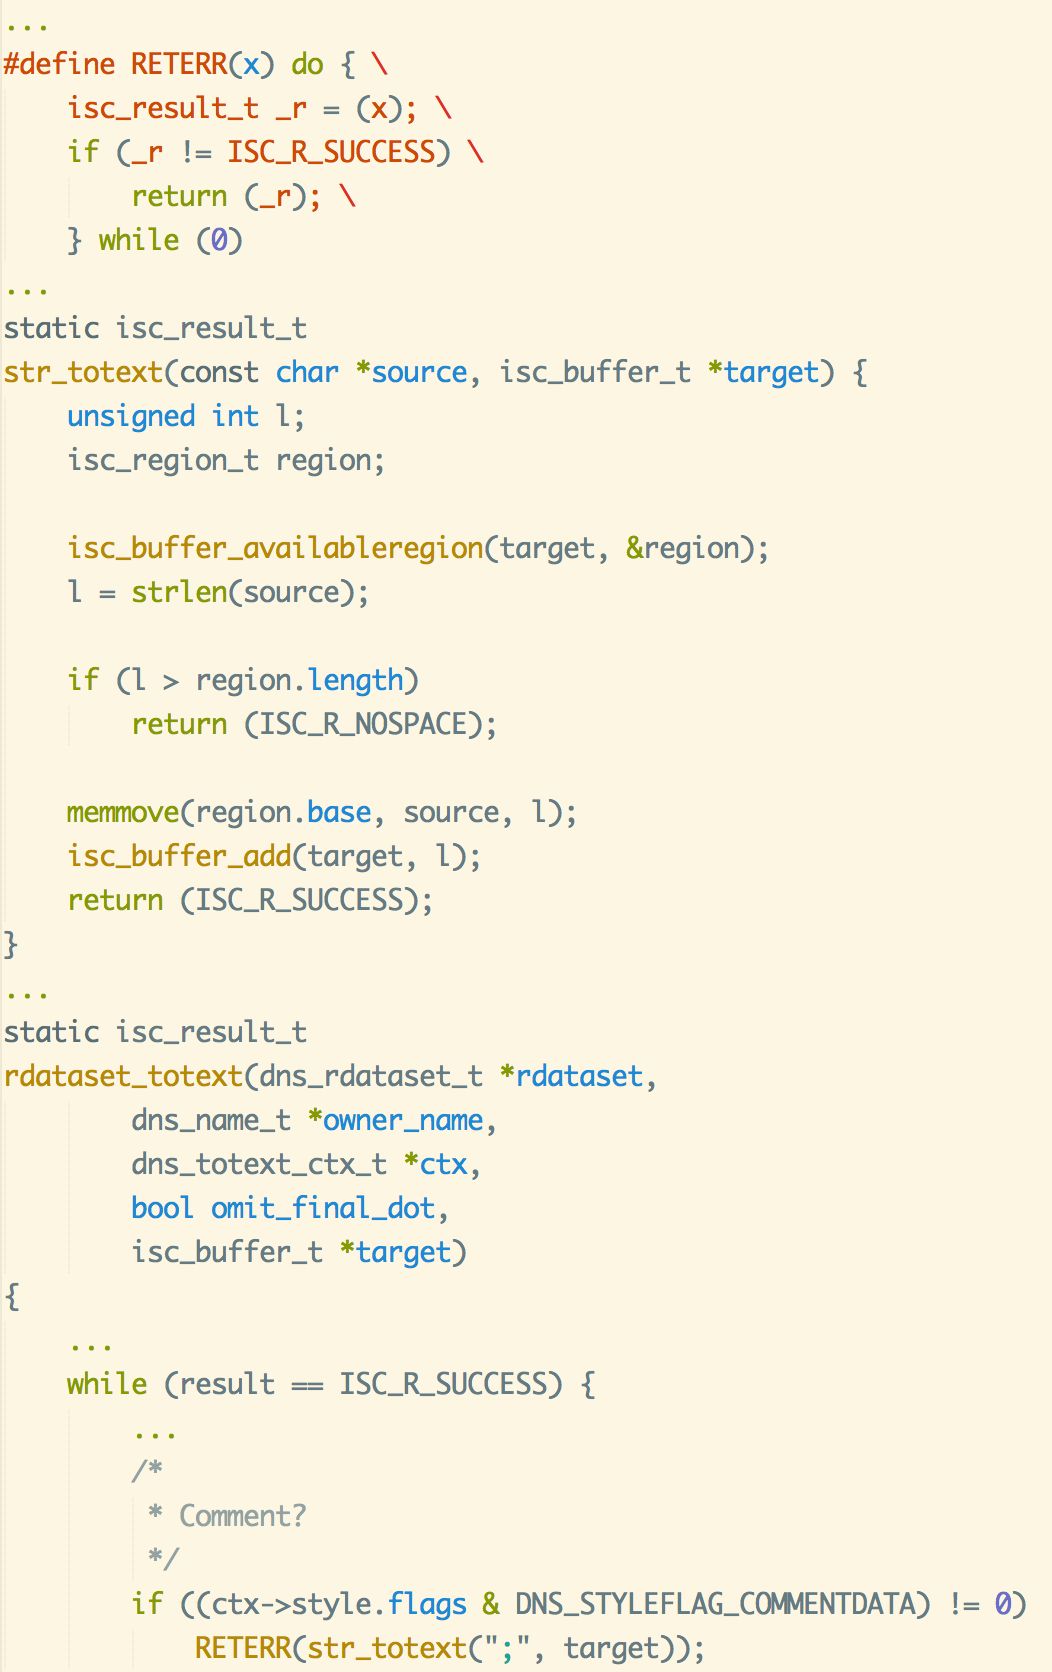 ...
#define RETERR(x) do { \
    isc_result_t _r = (x); \
    if (_r != ISC_R_SUCCESS) \
        return (_r); \
    } while (0)
...
static isc_result_t
str_totext(const char *source, isc_buffer_t *target) {
    unsigned int l;
    isc_region_t region;

    isc_buffer_availableregion(target, &region);
    l = strlen(source);

    if (l > region.length)
        return (ISC_R_NOSPACE);

    memmove(region.base, source, l);
    isc_buffer_add(target, l);
    return (ISC_R_SUCCESS);
}
...
static isc_result_t
rdataset_totext(dns_rdataset_t *rdataset,
        dns_name_t *owner_name,
        dns_totext_ctx_t *ctx,
        bool omit_final_dot,
        isc_buffer_t *target)
{
    ...
    while (result == ISC_R_SUCCESS) {
        ...
        /*
         * Comment?
         */
        if ((ctx->style.flags & DNS_STYLEFLAG_COMMENTDATA) != 0)
            RETERR(str_totext(";", target));